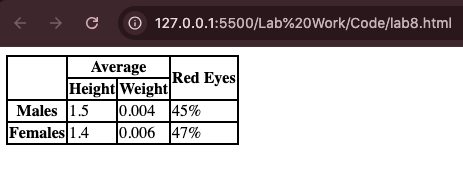 127.0.0.1:5500/Lab%20Work/Code/lab8.html
Average Red Eyes
Height Weight
Males 1.5 0.004 45%
Females 1.4 0.006 47%